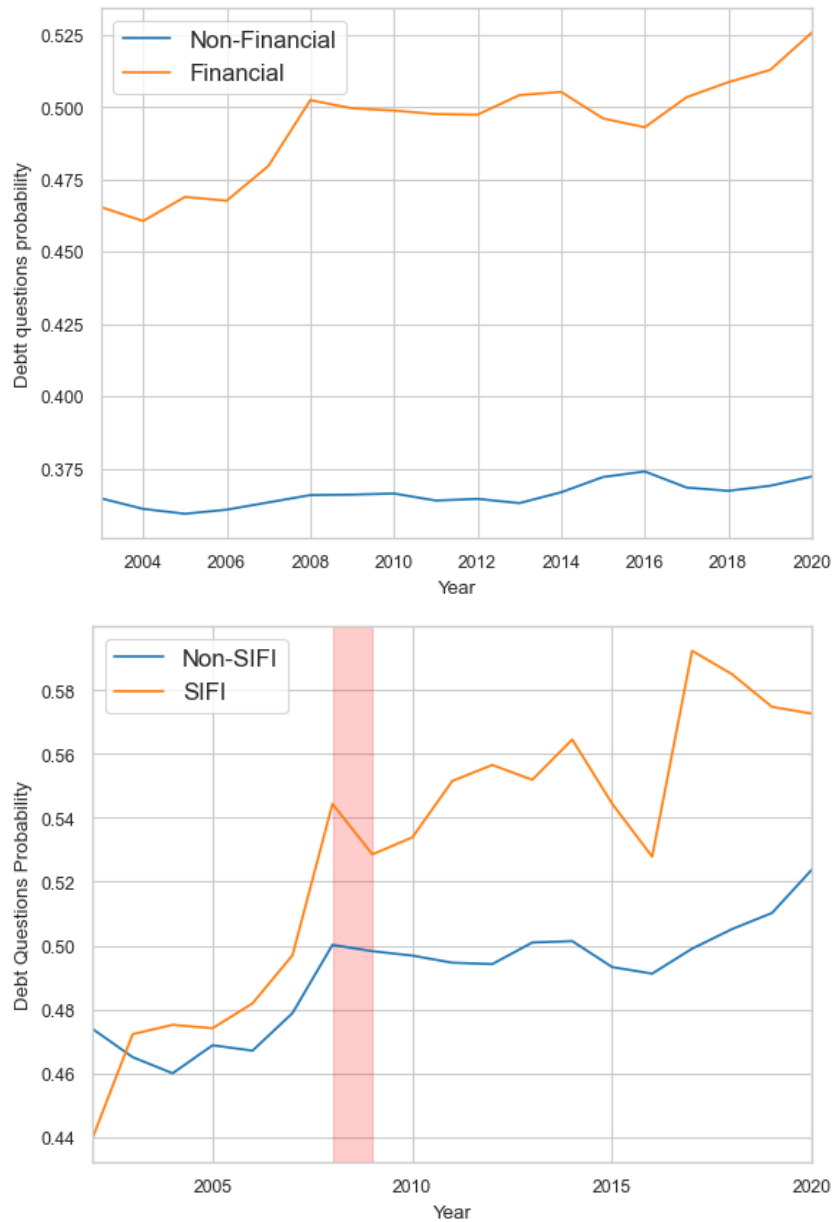 Non-Financial
Financial
0.525
0.500
0.475
0.450
0.425
0.400
0.375
Debtt questions probability
2004 2006 2008 2010 2012 2014 2016 2018 2020
Year
Non-SIFI
SIFI
0.58
0.56
0.54
0.52
0.50
0.48
0.46
0.44
Debt Questions Probability
2005 2010 2015 2020
Year